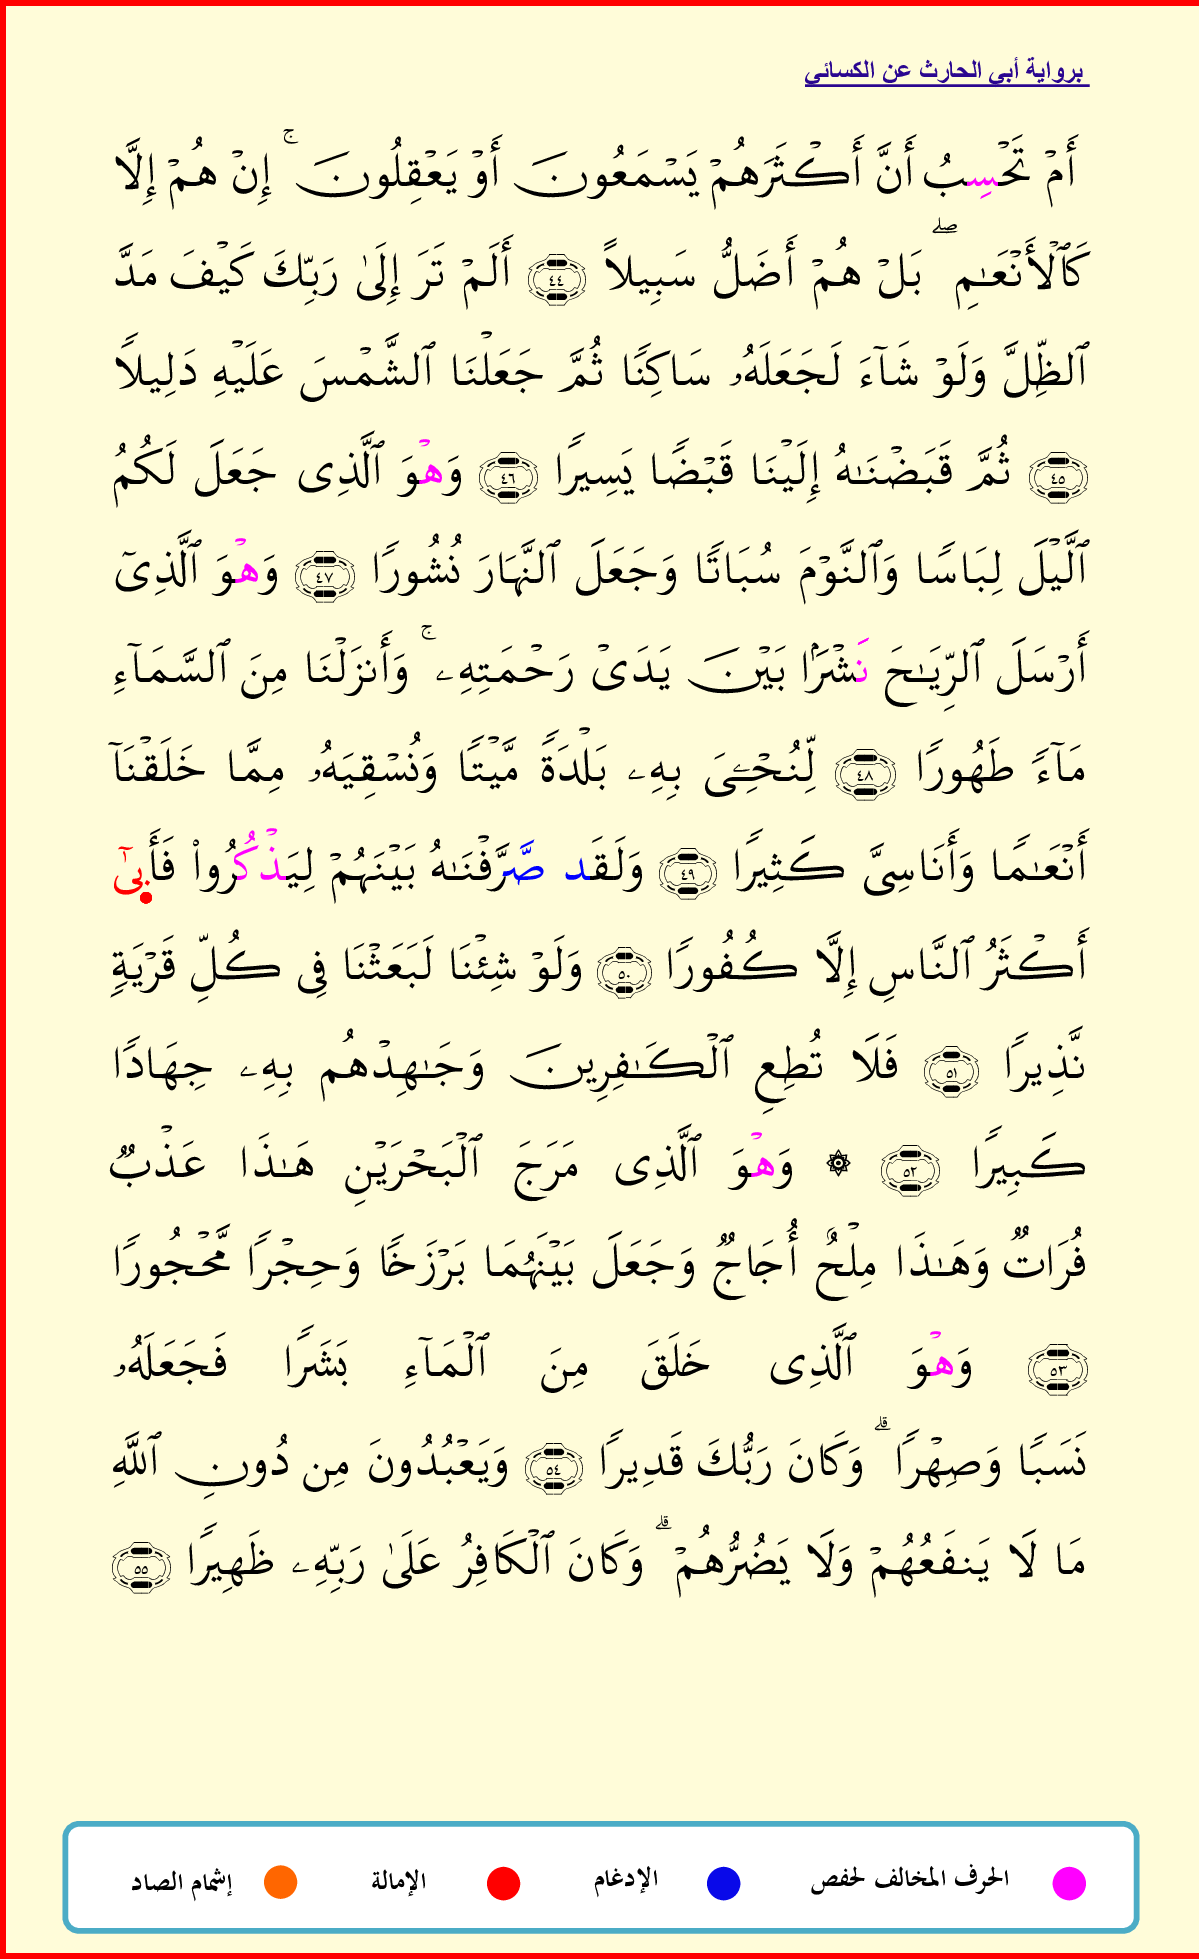 برواية أبي الحارث عن الكسائي
أَمْ تَحْسِبُ أَنَّ أَكْثَرَهُمْ يَسْمَعُونَ أَوْ يَعْقِلُونَ ۚ إِنْ هُمْ إِلَّا
كَٱلْأَنْعَـٰمِ ۖ بَلْ هُمْ أَضَلُّ سَبِيلاً ٤٤ أَلَمْ تَرَ إِلَىٰ رَبِّكَ كَيْفَ مَدَّ
ٱلظِّلَّ وَلَوْ شَآءَ لَجَعَلَهُۥ سَاكِنًا ثُمَّ جَعَلْنَا ٱلشَّمْسَ عَلَيْهِ دَلِيلاً
٤٥ ثُمَّ قَبَضْنَـٰهُ إِلَيْنَا قَبْضًا يَسِيرًا ٤٦ وَهْوَ ٱلَّذِى جَعَلَ لَكُمُ
ٱلَّيْلَ لِبَاسًا وَٱلنَّوْمَ سُبَاتًا وَجَعَلَ ٱلنَّهَارَ نُشُورًا ٤٧ وَهْوَ ٱلَّذِىٓ
أَرْسَلَ ٱلرِّيَـٰحَ نَشْرًۢا بَيْنَ يَدَىْ رَحْمَتِهِۦ ۚ وَأَنزَلْنَا مِنَ ٱلسَّمَآءِ
مَآءً طَهُورًا ٤٨ لِّنُحْـِۧىَ بِهِۦ بَلْدَةً مَّيْتًا وَنُسْقِيَهُۥ مِمَّا خَلَقْنَآ
أَنْعَـٰمًا وَأَنَاسِىَّ كَثِيرًا ٤٩ وَلَقَد صَّرَّفْنَـٰهُ بَيْنَهُمْ لِيَذْكُرُوا۟ فَأَبىٰٓ
أَكْثَرُ ٱلنَّاسِ إِلَّا كُفُورًا ٥٠ وَلَوْ شِئْنَا لَبَعَثْنَا فِى كُلِّ قَرْيَةٍ
نَّذِيرًا ٥١ فَلَا تُطِعِ ٱلْكَـٰفِرِينَ وَجَـٰهِدْهُم بِهِۦ جِهَادًا
كَبِيرًا ٥٢ ۞ وَهْوَ ٱلَّذِى مَرَجَ ٱلْبَحْرَيْنِ هَـٰذَا عَذْبٌ
فُرَاتٌ وَهَـٰذَا مِلْحٌ أُجَاجٌ وَجَعَلَ بَيْنَهُمَا بَرْزَخًا وَحِجْرًا مَّحْجُورًا
٥٣ وَهْوَ ٱلَّذِى خَلَقَ مِنَ ٱلْمَآءِ بَشَرًا فَجَعَلَهُۥ
نَسَبًا وَصِهْرًا ۗ وَكَانَ رَبُّكَ قَدِيرًا ٥٤ وَيَعْبُدُونَ مِن دُونِ ٱللَّهِ
مَا لَا يَنفَعُهُمْ وَلَا يَضُرُّهُمْ ۗ وَكَانَ ٱلْكَافِرُ عَلَىٰ رَبِّهِۦ ظَهِيرًا ٥٥
الحرف المخالف لحفص الإدغام الإمالة إشمام الصاد